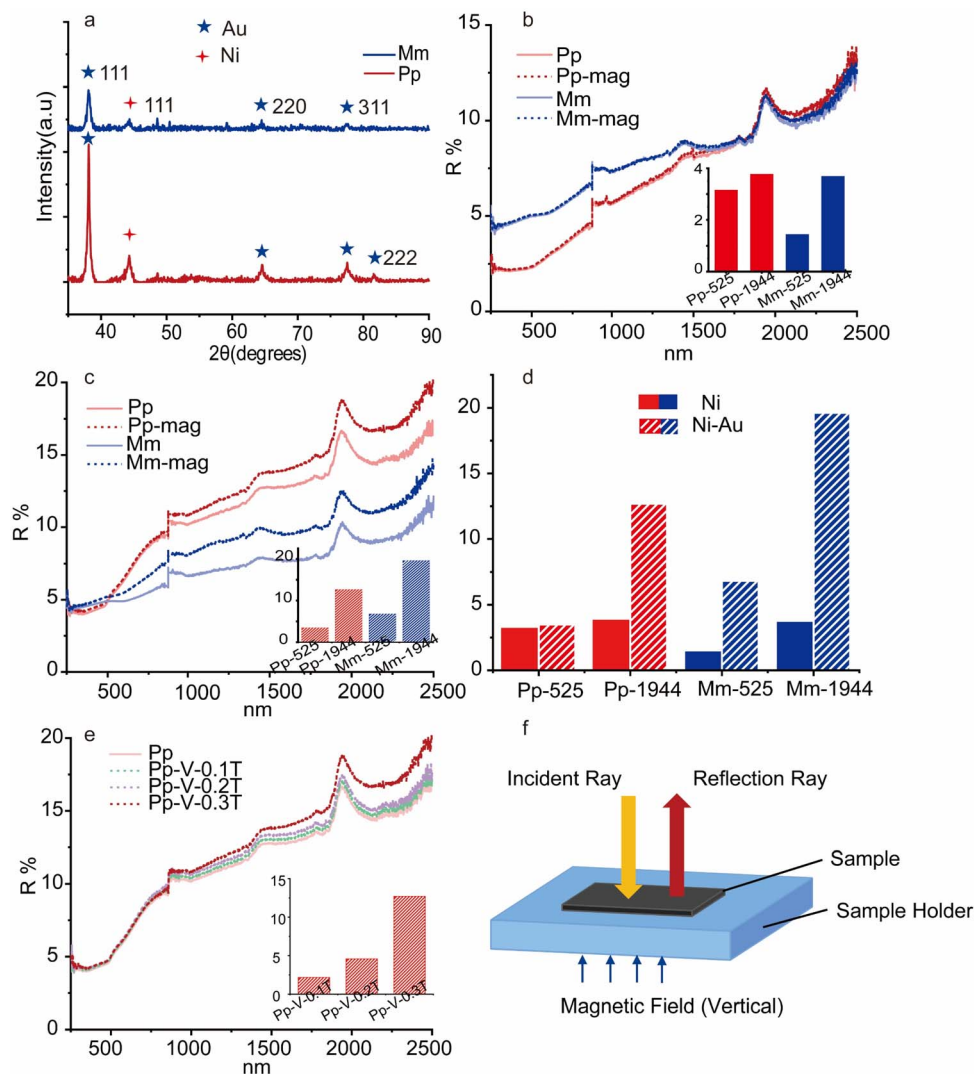 a
Au
Ni
Mm
Pp
111
111
220
311
222
Intensity(a.u)
40
50
60
70
80
90
2θ(degrees)
b
Pp
Pp-mag
Mm
Mm-mag
R %
15
10
5
0
500
1000
1500
2000
2500
nm
4
3
2
1
0
Pp-525
Pp-1944
Mm-525
Mm-1944
c
Pp
Pp-mag
Mm
Mm-mag
R %
20
15
10
5
0
500
1000
1500
2000
2500
nm
20
10
0
Pp-525
Pp-1944
Mm-525
Mm-1944
d
Ni
Ni-Au
20
15
10
5
0
Pp-525
Pp-1944
Mm-525
Mm-1944
e
Pp
Pp-V-0.1T
Pp-V-0.2T
Pp-V-0.3T
R %
20
15
10
5
0
500
1000
1500
2000
2500
nm
15
10
5
0
Pp-V-0.1T
Pp-V-0.2T
Pp-V-0.3T
f
Incident Ray
Reflection Ray
Sample
Sample Holder
Magnetic Field (Vertical)